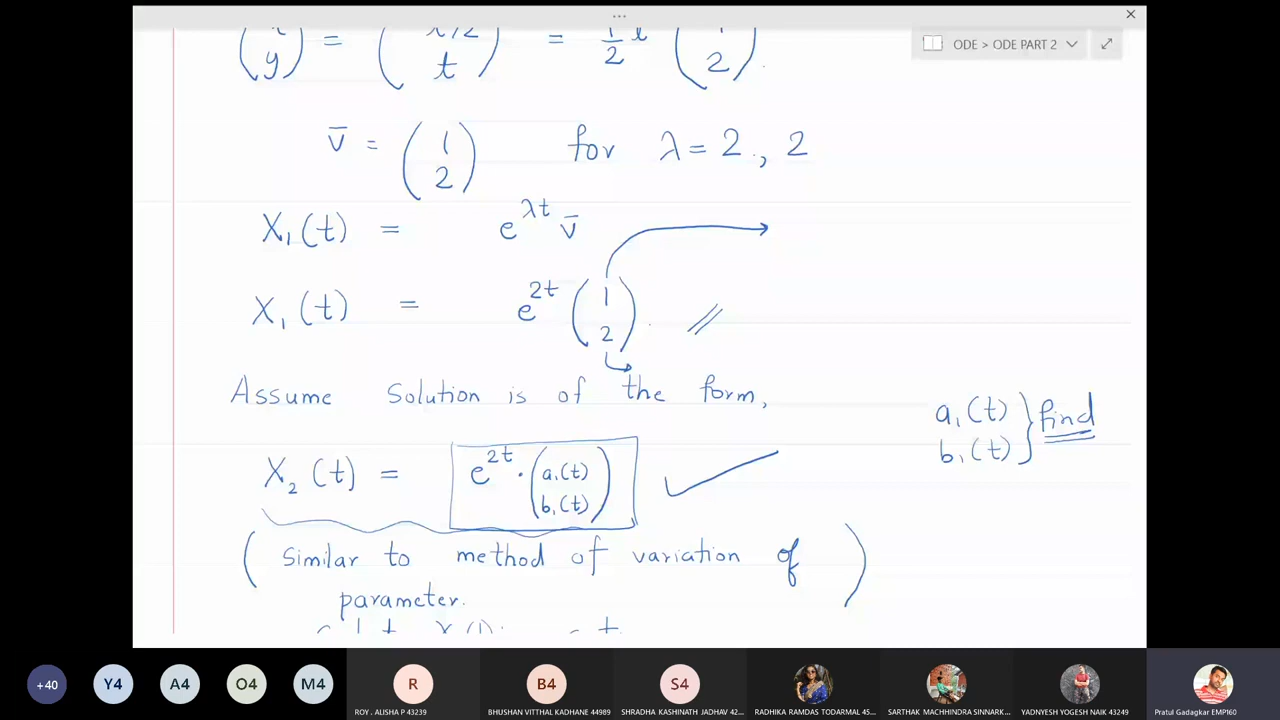 ODE > ODE PART 2
y) = t = 1/2 t 2
v̄ = (1 2) for λ = 2, 2
X₁(t) = e^λt v̄
X₁(t) = e^2t (1 2) //
Assume solution is of the form,
a₁(t)
b₁(t) } find
X₂(t) = e^2t · (a₁(t) b₁(t))
( Similar to method of variation of )
parameter.
+40 Y4 A4 O4 M4 R B4 S4
ROY . ALISHA P 43239 BHUSHAN VITTHAL KADHANE 44989 SHRADHA KASHINATH JADHAV 42... RADHIKA RAMDAS TODARMAL 45... SARTHAK MACHHINDRA SINNARK... YADNYESH YOGESH NAIK 43249 Pratul Gadagkar EMP160